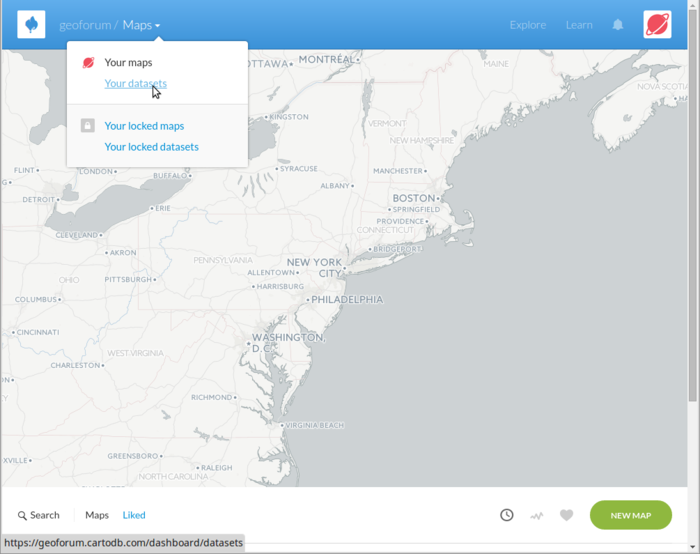 geoforum / Maps
Explore
Learn
Your maps
Your datasets
Your locked maps
Your locked datasets
OTTAWA
MONTRÉAL
MAINE
NOVA SCOTIA
KINGSTON
VERMONT
NEW HAMPSHIRE
FLINT
LONDON
BUFFALO
SYRACUSE
MANCHESTER
ALBANY
DETROIT
BOSTON
ERIE
SPRINGFIELD
PROVIDENCE
CONNECTICUT
CLEVELAND
AKRON
BRIDGEPORT
PENNSYLVANIA
NEW YORK
CITY
ALLENTOWN
OHIO
PITTSBURGH
HARRISBURG
COLUMBUS
PHILADELPHIA
CINCINNATI
WASHINGTON,
D.C.
WEST VIRGINIA
CHARLESTON
RICHMOND
VIRGINIA BEACH
GREENSBORO
XVILLE
RALEIGH
NORTH CAROLINA
Search
Maps
Liked
NEW MAP
https://geoforum.cartodb.com/dashboard/datasets